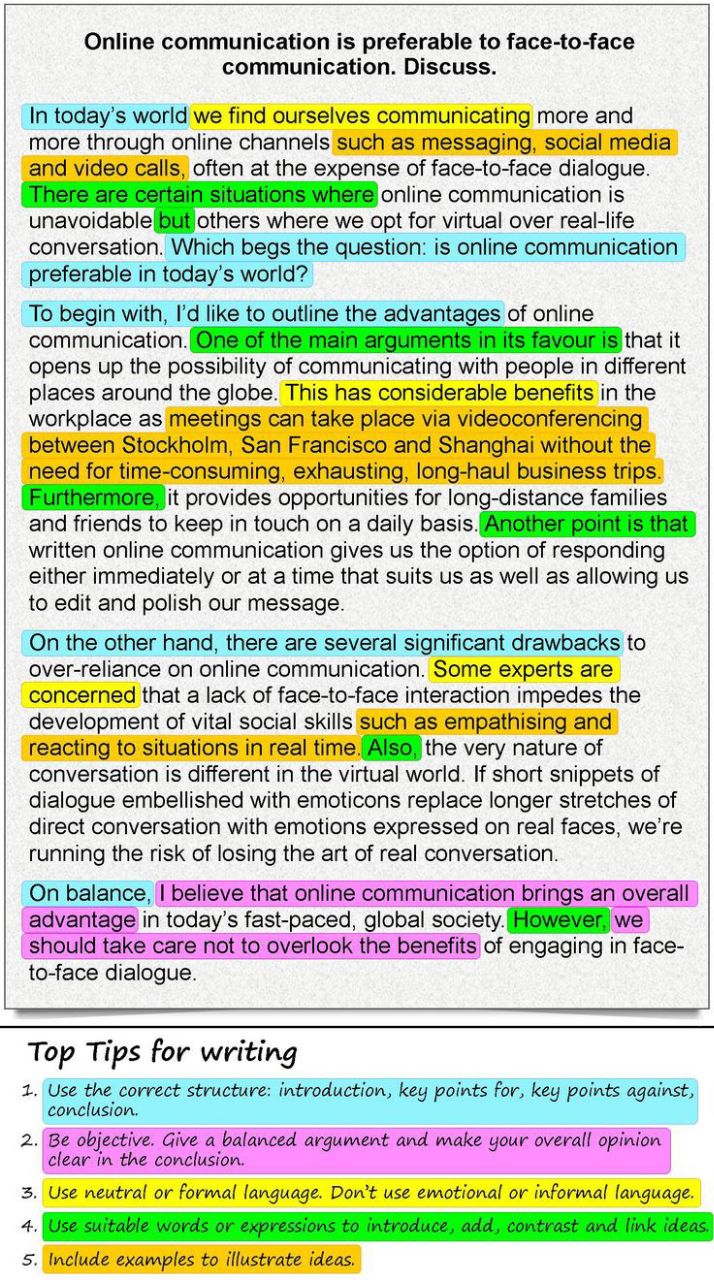 Online communication is preferable to face-to-face
communication. Discuss.
In today's world we find ourselves communicating more and
more through online channels such as messaging, social media
and video calls, often at the expense of face-to-face dialogue.
There are certain situations where online communication is
unavoidable but others where we opt for virtual over real-life
conversation. Which begs the question: is online communication
preferable in today's world?
To begin with, I'd like to outline the advantages of online
communication. One of the main arguments in its favour is that it
opens up the possibility of communicating with people in different
places around the globe. This has considerable benefits in the
workplace as meetings can take place via videoconferencing
between Stockholm, San Francisco and Shanghai without the
need for time-consuming, exhausting, long-haul business trips.
Furthermore, it provides opportunities for long-distance families
and friends to keep in touch on a daily basis. Another point is that
written online communication gives us the option of responding
either immediately or at a time that suits us as well as allowing us
to edit and polish our message.
On the other hand, there are several significant drawbacks to
over-reliance on online communication. Some experts are
concerned that a lack of face-to-face interaction impedes the
development of vital social skills such as empathising and
reacting to situations in real time. Also, the very nature of
conversation is different in the virtual world. If short snippets of
dialogue embellished with emoticons replace longer stretches of
direct conversation with emotions expressed on real faces, we're
running the risk of losing the art of real conversation.
On balance, I believe that online communication brings an overall
advantage in today's fast-paced, global society. However, we
should take care not to overlook the benefits of engaging in face-
to-face dialogue.
Top Tips for writing
1. Use the correct structure: introduction, key points for, key points against,
conclusion.
2. Be objective. Give a balanced argument and make your overall opinion
clear in the conclusion.
3. Use neutral or formal language. Don't use emotional or informal language.
4. Use suitable words or expressions to introduce, add, contrast and link ideas.
5. Include examples to illustrate ideas.